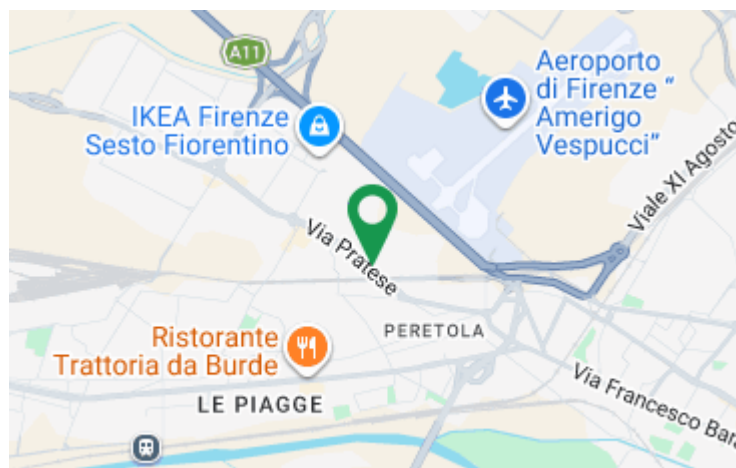 A11
Aeroporto
di Firenze “
Amerigo
Vespucci”
IKEA Firenze
Sesto Fiorentino
Viale XI Agosto
Via Pratese
PERETOLA
Ristorante
Trattoria da Burde
LE PIAGGE
Via Francesco Bara